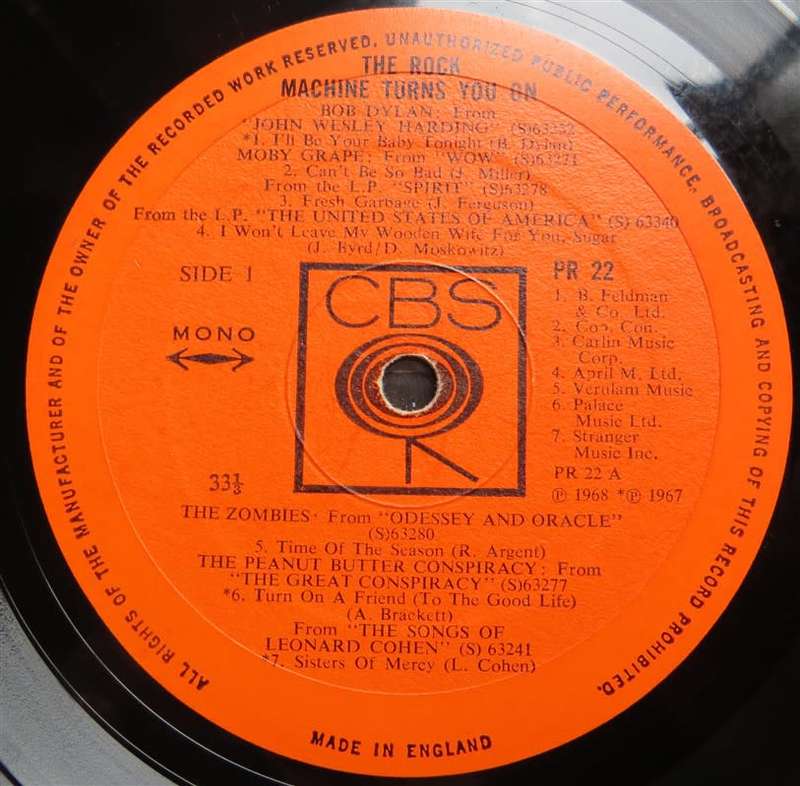 ALL RIGHTS OF THE MANUFACTURER AND OF THE OWNER OF THE RECORDED WORK RESERVED. UNAUTHORIZED PUBLIC PERFORMANCE, BROADCASTING AND COPYING OF THIS RECORD PROHIBITED.
THE ROCK
MACHINE TURNS YOU ON
BOB DYLAN: From
"JOHN WESLEY HARDING" (S)63252
*1. I'll Be Your Baby Tonight (B. Dylan)
MOBY GRAPE: From "WOW" (S)63271
2. Can't Be So Bad (J. Miller)
From the L.P. "SPIRIT" (S)63278
3. Fresh Garbage (J. Ferguson)
From the L.P. "THE UNITED STATES OF AMERICA" (S) 63340
4. I Won't Leave My Wooden Wife For You, Sugar
(J. Byrd/D. Moskowitz)
SIDE 1
MONO
33⅓
CBS
PR 22
1. B. Feldman
& Co. Ltd.
2. Cop. Con.
3. Carlin Music
Corp.
4. April M. Ltd.
5. Verulam Music
6. Palace
Music Ltd.
7. Stranger
Music Inc.
PR 22 A
℗ 1968 *℗ 1967
THE ZOMBIES: From "ODESSEY AND ORACLE"
(S)63280
5. Time Of The Season (R. Argent)
THE PEANUT BUTTER CONSPIRACY: From
"THE GREAT CONSPIRACY" (S)63277
*6. Turn On A Friend (To The Good Life)
(A. Brackett)
From "THE SONGS OF
LEONARD COHEN" (S) 63241
*7. Sisters Of Mercy (L. Cohen)
MADE IN ENGLAND